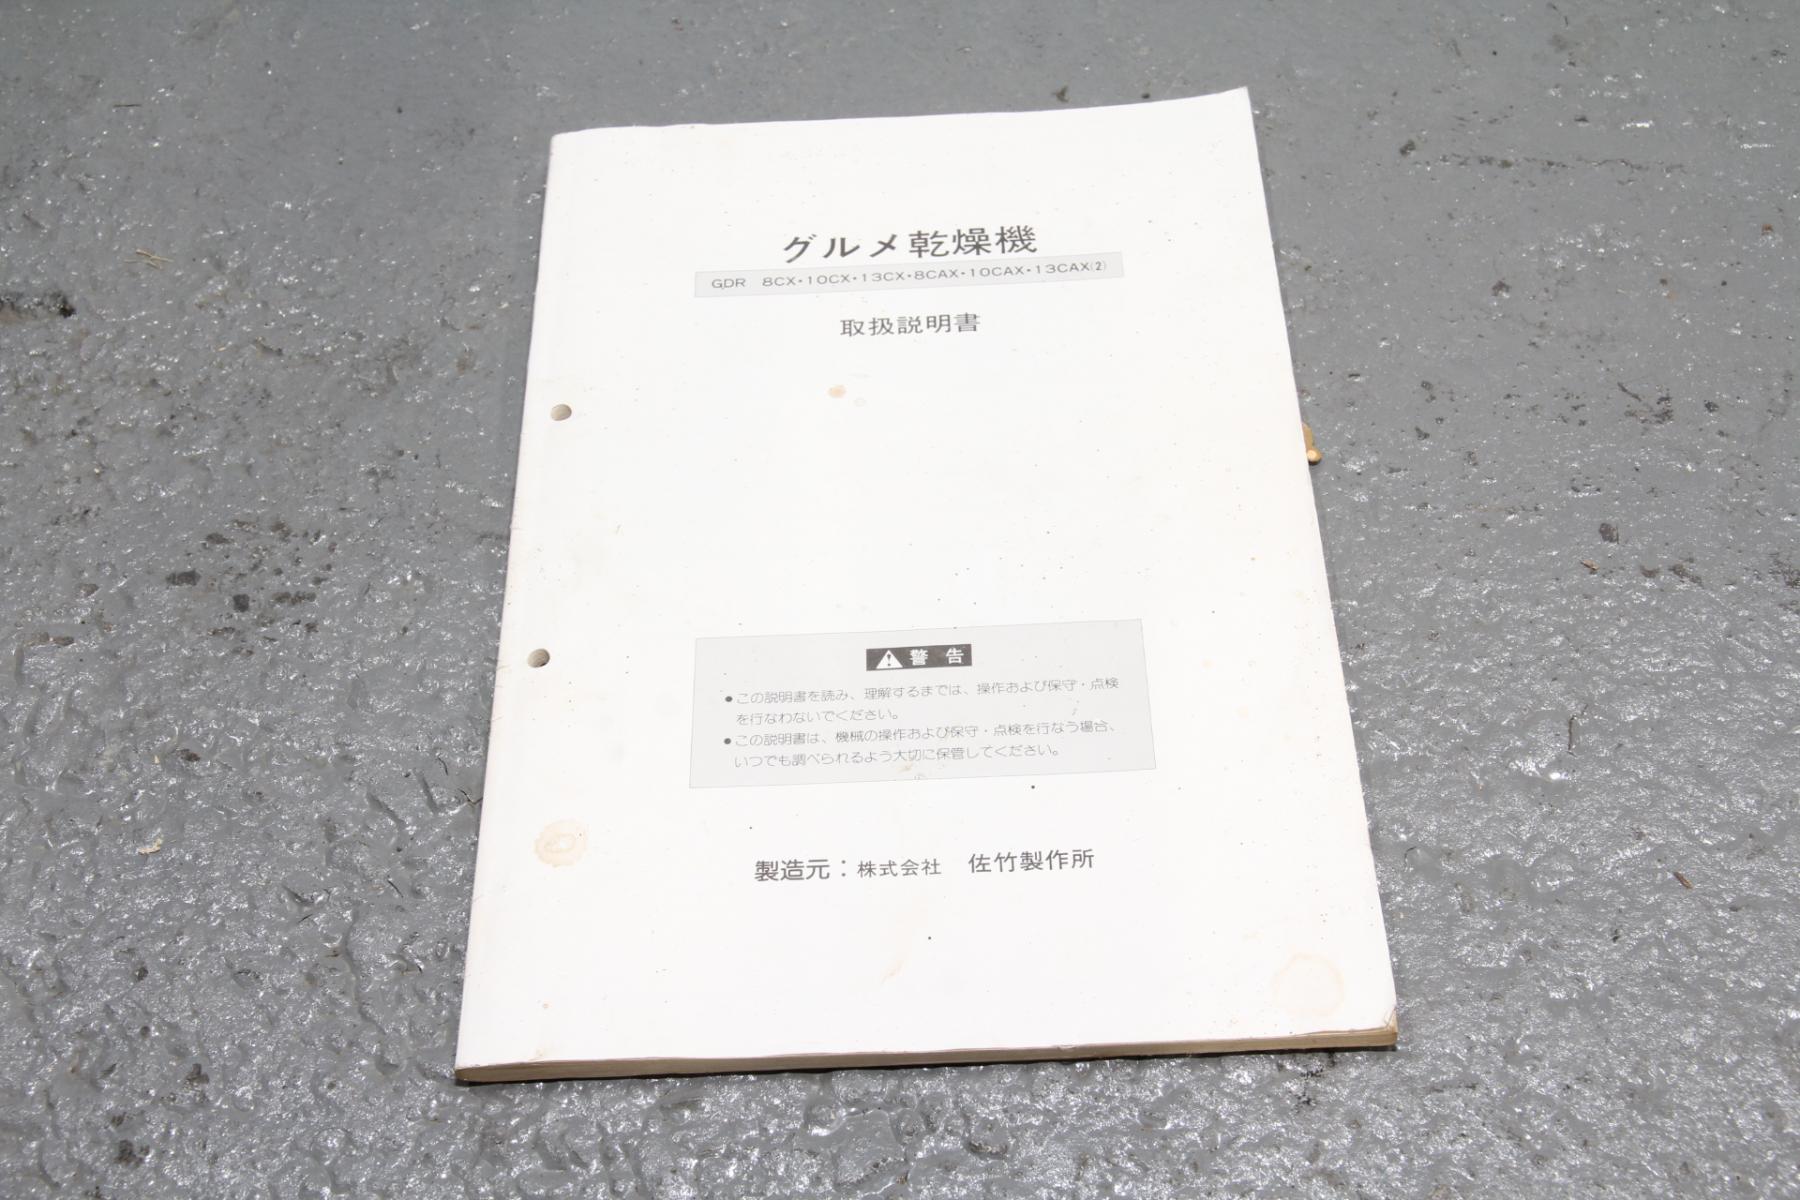 グルメ乾燥機
GDR 8CX・10CX・13CX・8CAX・10CAX・13CAX(2)
取扱説明書
警告
●この説明書を読み、理解するまでは、操作および保守・点検
を行なわないでください。
●この説明書は、機械の操作および保守・点検を行なう場合、
いつでも調べられるよう大切に保管してください。
製造元：株式会社 佐竹製作所